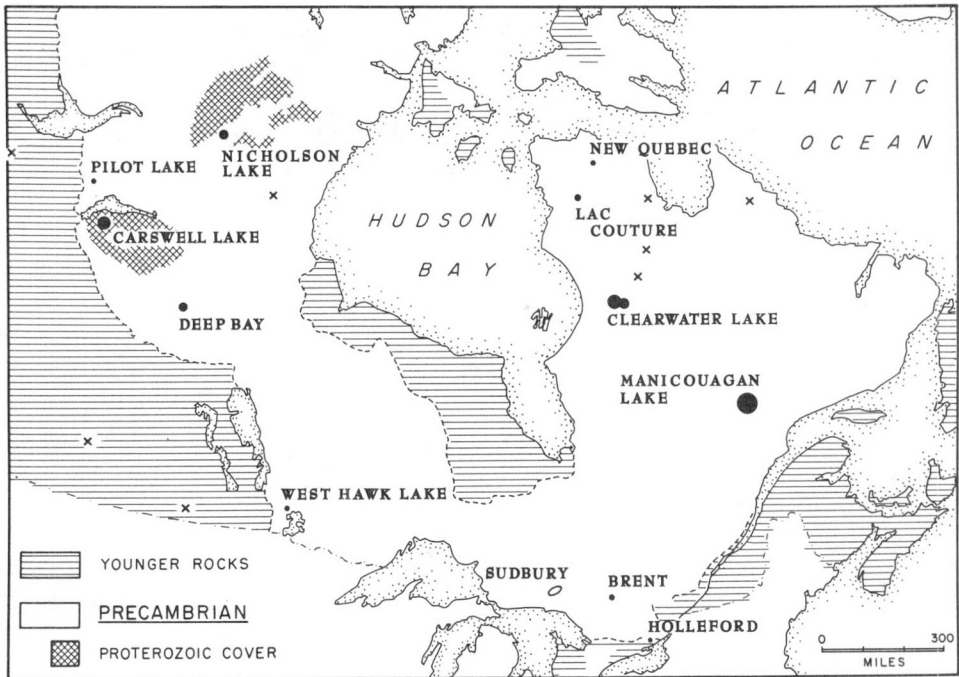 ATLANTIC
OCEAN
NEW QUEBEC
NICHOLSON
LAKE
PILOT LAKE
LAC
COUTURE
HUDSON
BAY
CARSWELL LAKE
DEEP BAY
CLEARWATER LAKE
MANICOUAGAN
LAKE
WEST HAWK LAKE
SUDBURY
BRENT
HOLLEFORD
YOUNGER ROCKS
PRECAMBRIAN
PROTEROZOIC COVER
0 300
MILES